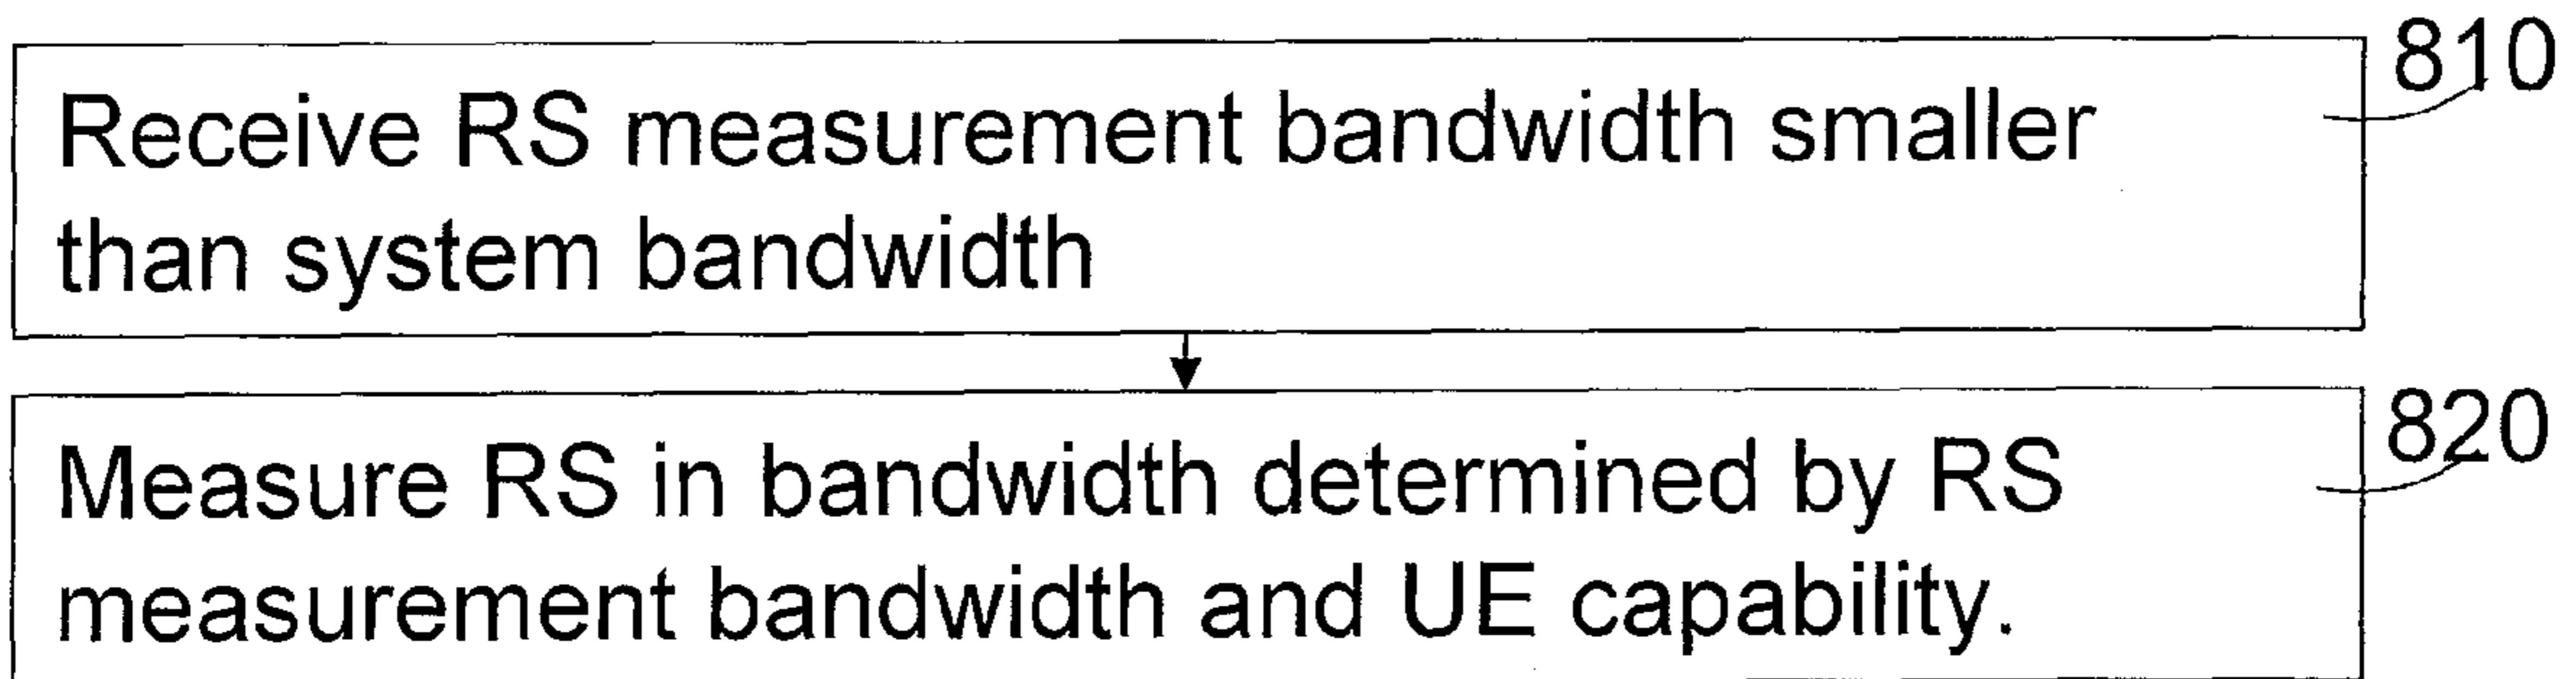 810
Receive RS measurement bandwidth smaller
than system bandwidth
820
Measure RS in bandwidth determined by RS
measurement bandwidth and UE capability.